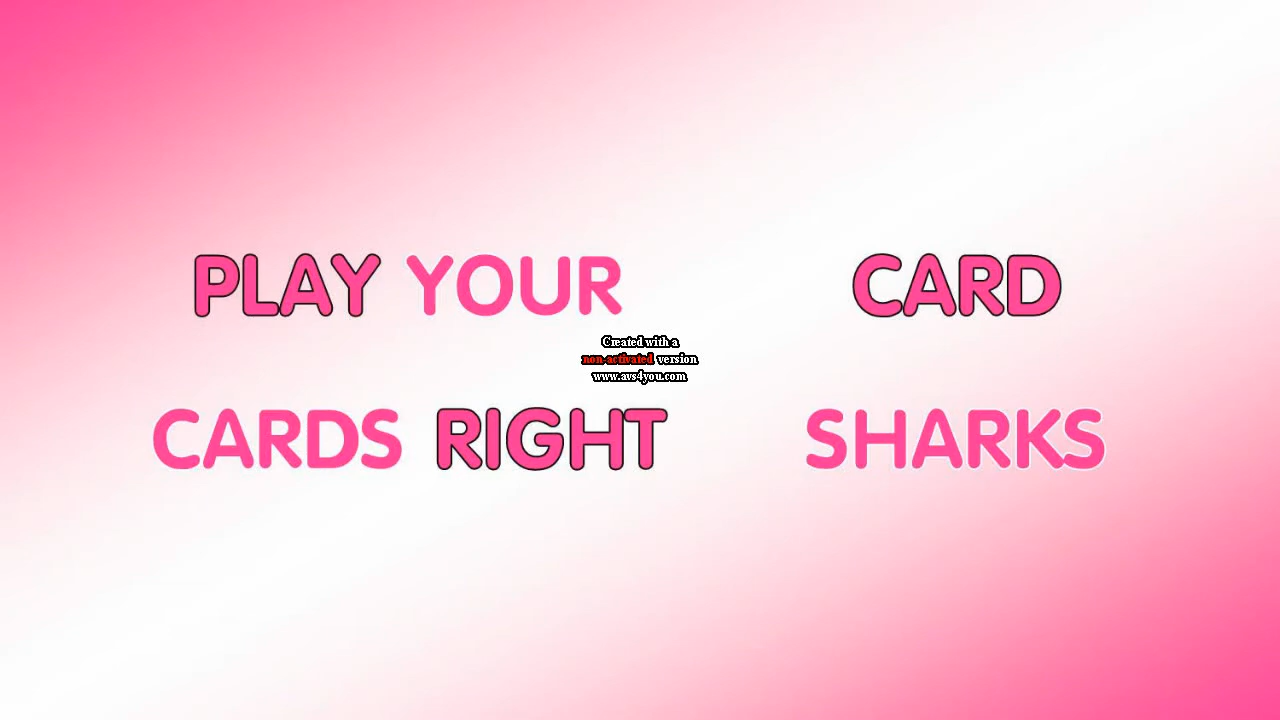 PLAY YOUR
CARDS RIGHT
CARD
SHARKS
Created with a
non-activated version
www.avs4you.com